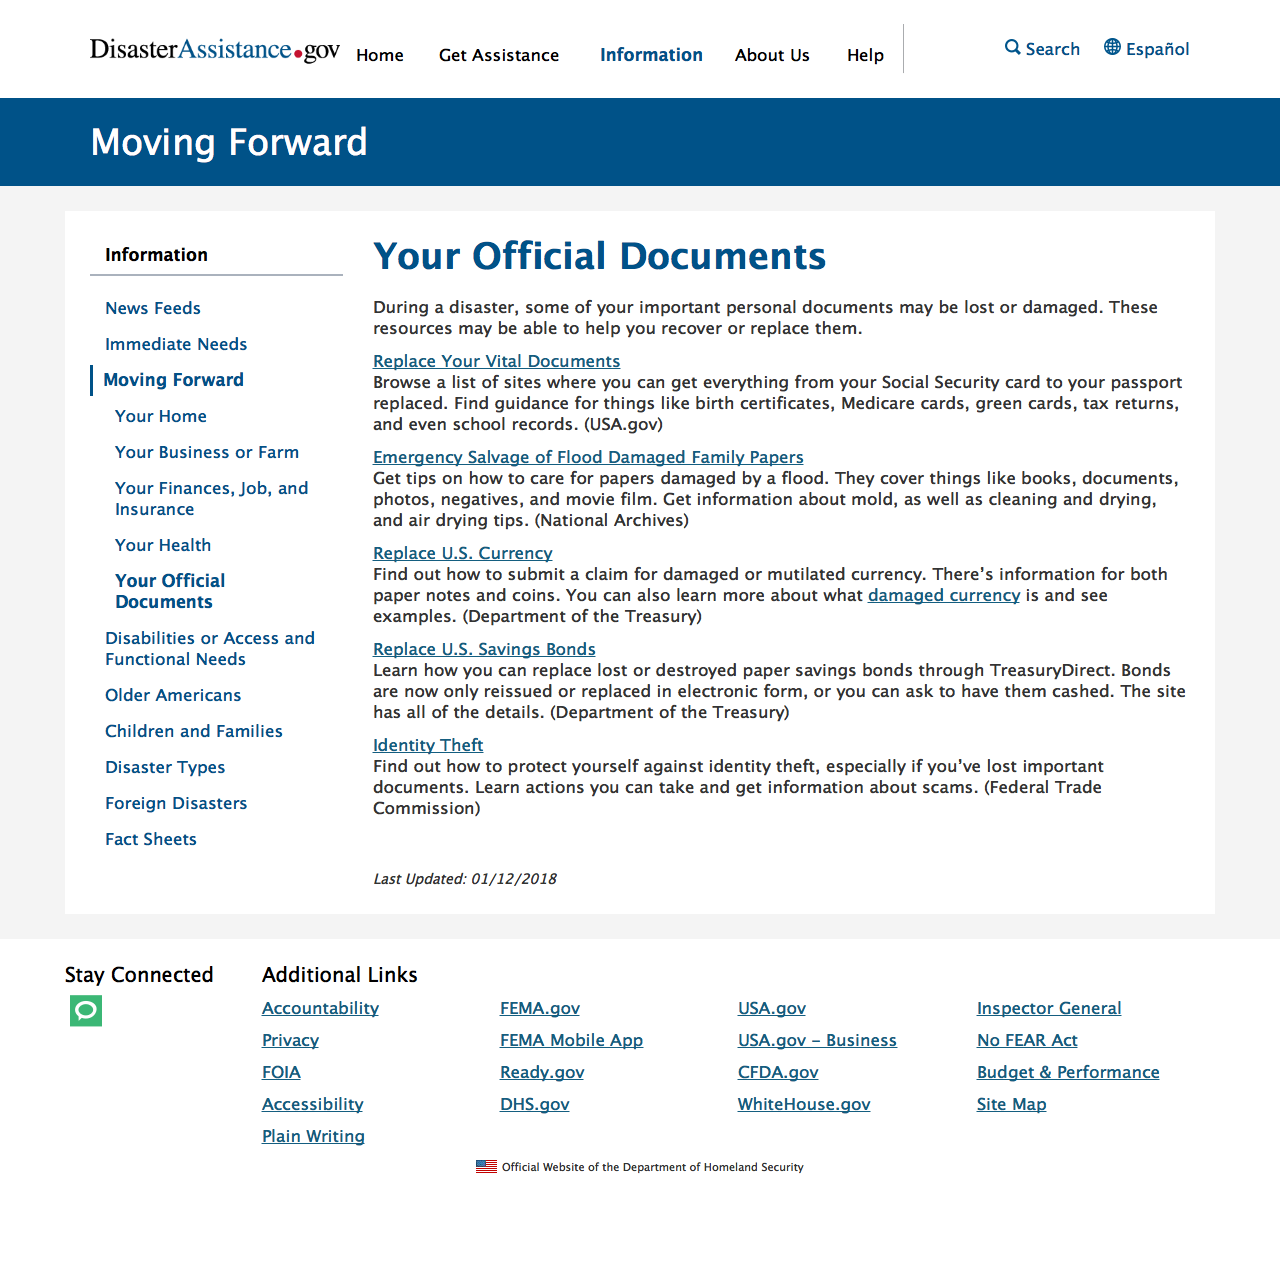 DisasterAssistance.gov
Home
Get Assistance
Information
About Us
Help
Search
Español
Moving Forward
Information
News Feeds
Immediate Needs
Moving Forward
Your Home
Your Business or Farm
Your Finances, Job, and
Insurance
Your Health
Your Official
Documents
Disabilities or Access and
Functional Needs
Older Americans
Children and Families
Disaster Types
Foreign Disasters
Fact Sheets
Your Official Documents
During a disaster, some of your important personal documents may be lost or damaged. These
resources may be able to help you recover or replace them.
Replace Your Vital Documents
Browse a list of sites where you can get everything from your Social Security card to your passport
replaced. Find guidance for things like birth certificates, Medicare cards, green cards, tax returns,
and even school records. (USA.gov)
Emergency Salvage of Flood Damaged Family Papers
Get tips on how to care for papers damaged by a flood. They cover things like books, documents,
photos, negatives, and movie film. Get information about mold, as well as cleaning and drying,
and air drying tips. (National Archives)
Replace U.S. Currency
Find out how to submit a claim for damaged or mutilated currency. There’s information for both
paper notes and coins. You can also learn more about what damaged currency is and see
examples. (Department of the Treasury)
Replace U.S. Savings Bonds
Learn how you can replace lost or destroyed paper savings bonds through TreasuryDirect. Bonds
are now only reissued or replaced in electronic form, or you can ask to have them cashed. The site
has all of the details. (Department of the Treasury)
Identity Theft
Find out how to protect yourself against identity theft, especially if you’ve lost important
documents. Learn actions you can take and get information about scams. (Federal Trade
Commission)
Last Updated: 01/12/2018
Stay Connected
Additional Links
Accountability
Privacy
FOIA
Accessibility
Plain Writing
FEMA.gov
FEMA Mobile App
Ready.gov
DHS.gov
USA.gov
USA.gov – Business
CFDA.gov
WhiteHouse.gov
Inspector General
No FEAR Act
Budget & Performance
Site Map
Official Website of the Department of Homeland Security